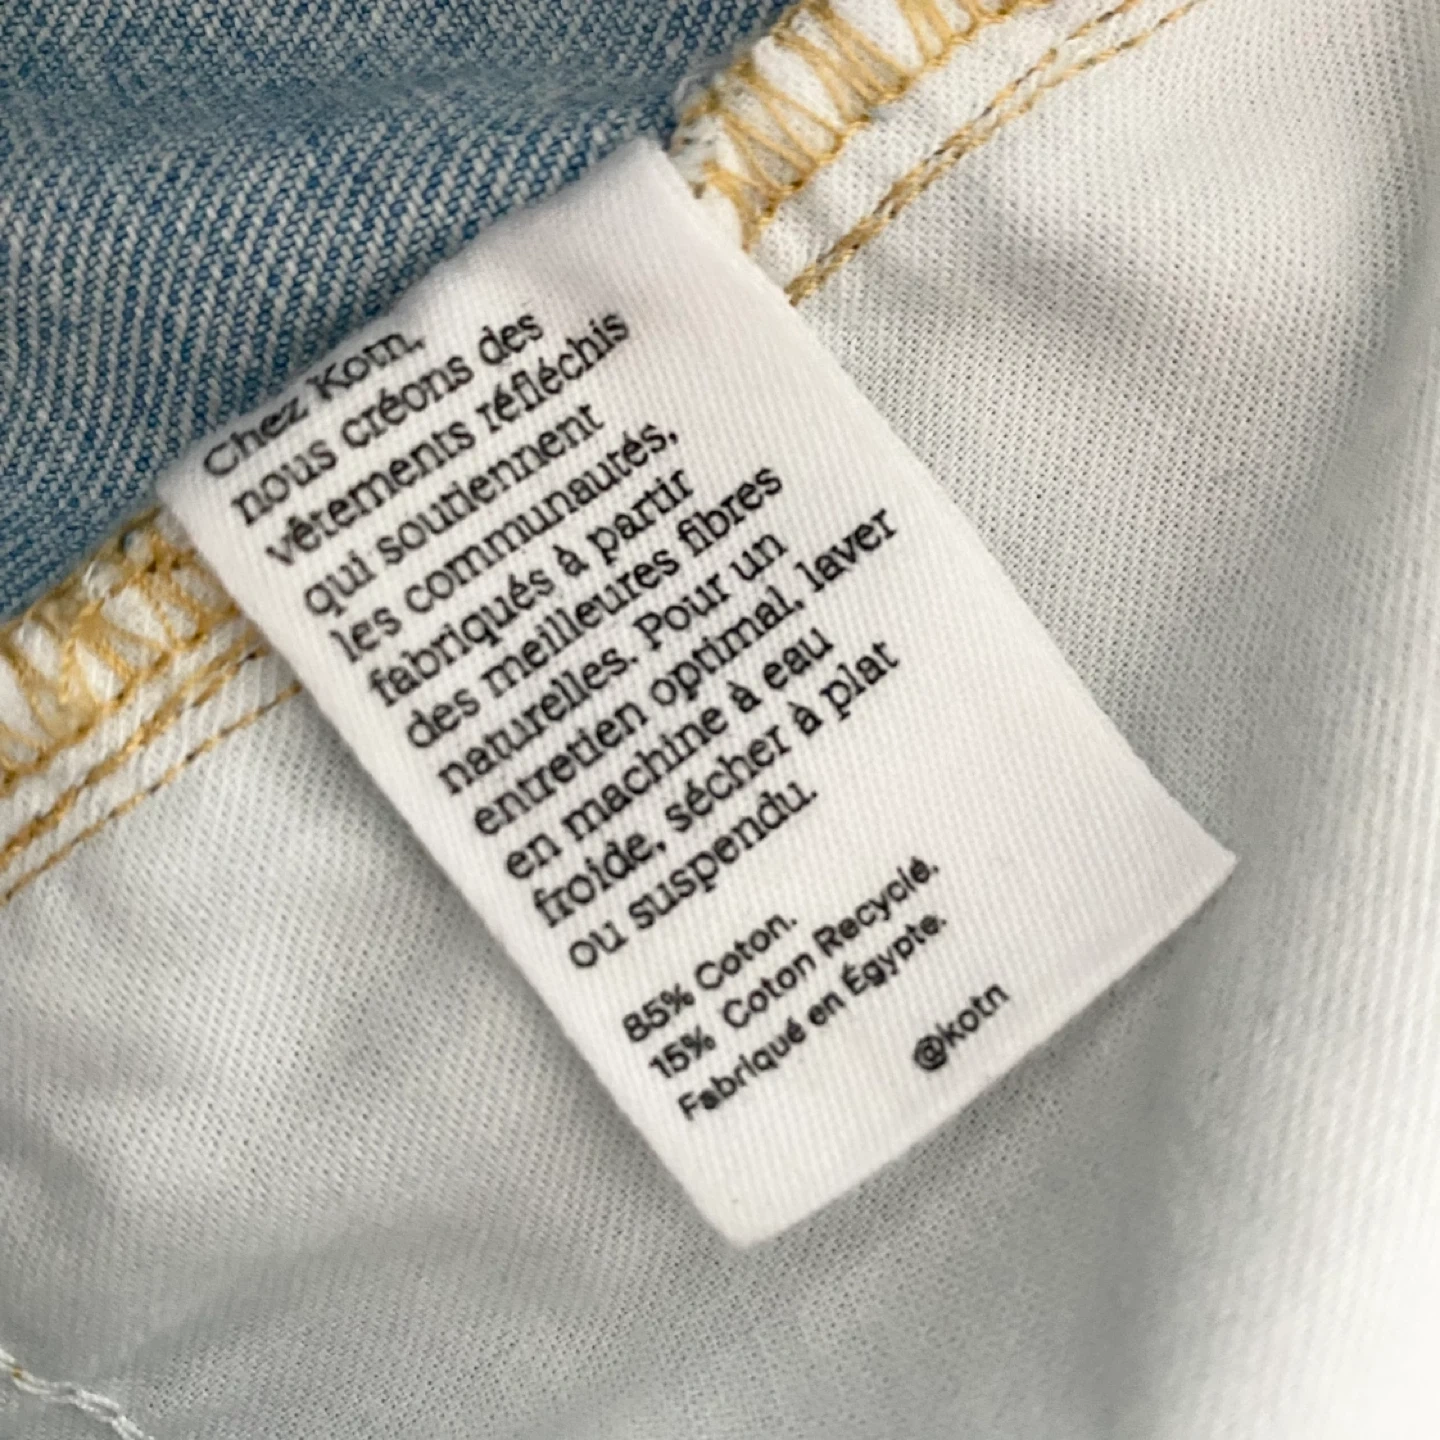 Chez Kotn,
nous créons des
vêtements réfléchis
qui soutiennent
les communautés,
fabriqués à partir
des meilleures fibres
naturelles. Pour un
entretien optimal, laver
en machine à eau
froide, sécher à plat
ou suspendu.
85% Coton.
15% Coton Recyclé.
Fabriqué en Égypte.
@kotn